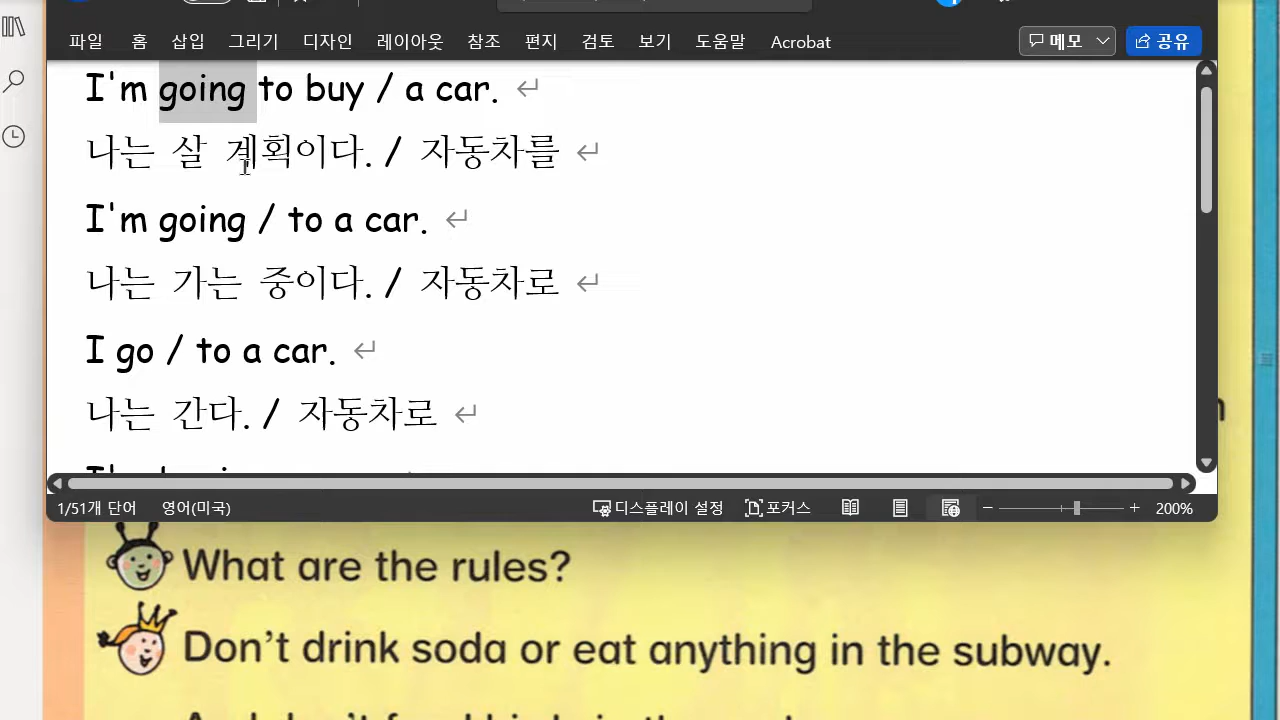 파일 홈 삽입 그리기 디자인 레이아웃 참조 편지 검토 보기 도움말 Acrobat 메모 공유
I'm going to buy / a car.
나는 살 계획이다. / 자동차를
I'm going / to a car.
나는 가는 중이다. / 자동차로
I go / to a car.
나는 간다. / 자동차로
1/51개 단어 영어(미국) 디스플레이 설정 포커스 200%
What are the rules?
Don't drink soda or eat anything in the subway.